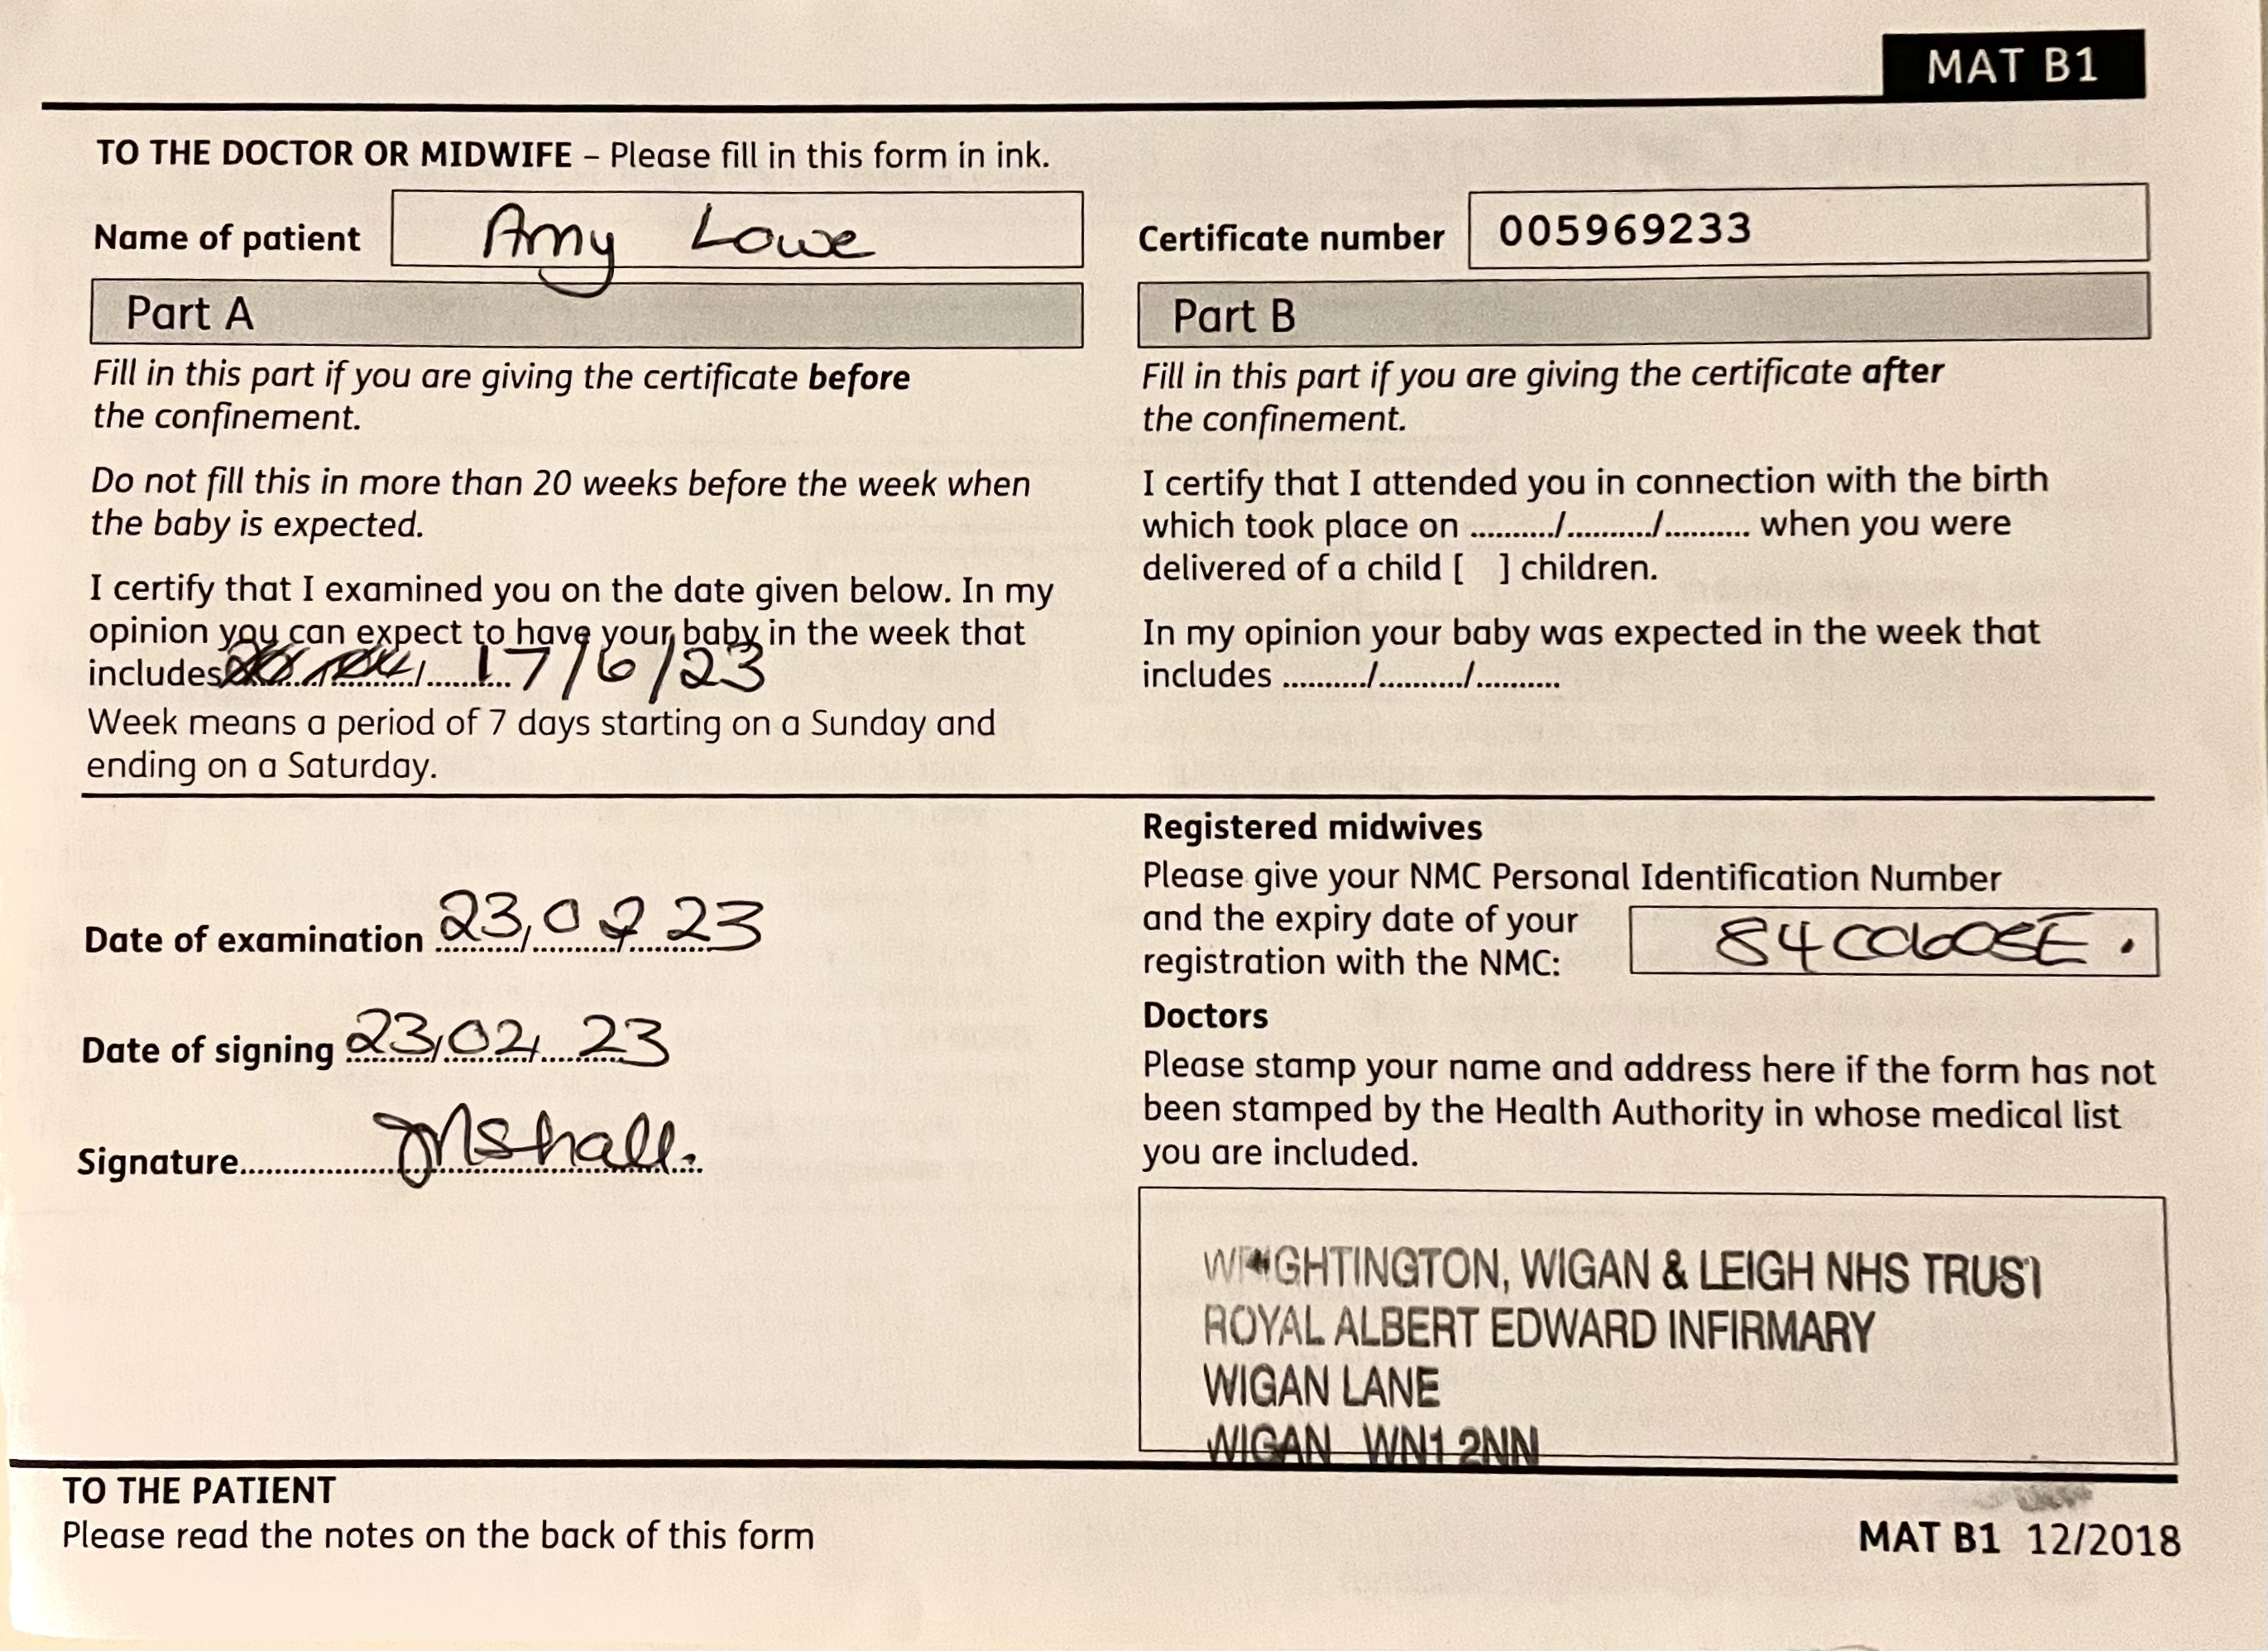 MAT B1
TO THE DOCTOR OR MIDWIFE – Please fill in this form in ink.
Name of patient Amy Lowe
Certificate number 005969233
Part A
Fill in this part if you are giving the certificate before
the confinement.
Do not fill this in more than 20 weeks before the week when
the baby is expected.
I certify that I examined you on the date given below. In my
opinion you can expect to have your baby in the week that
includes ........../........../.......... 17/6/23
Week means a period of 7 days starting on a Sunday and
ending on a Saturday.
Part B
Fill in this part if you are giving the certificate after
the confinement.
I certify that I attended you in connection with the birth
which took place on ........../........../.......... when you were
delivered of a child [ ] children.
In my opinion your baby was expected in the week that
includes ........../........../..........
Date of examination 23/02/23
Date of signing 23/02/23
Signature
Registered midwives
Please give your NMC Personal Identification Number
and the expiry date of your
registration with the NMC:
Doctors
Please stamp your name and address here if the form has not
been stamped by the Health Authority in whose medical list
you are included.
WRIGHTINGTON, WIGAN & LEIGH NHS TRUST
ROYAL ALBERT EDWARD INFIRMARY
WIGAN LANE
WIGAN WN1 2NN
TO THE PATIENT
Please read the notes on the back of this form
MAT B1 12/2018